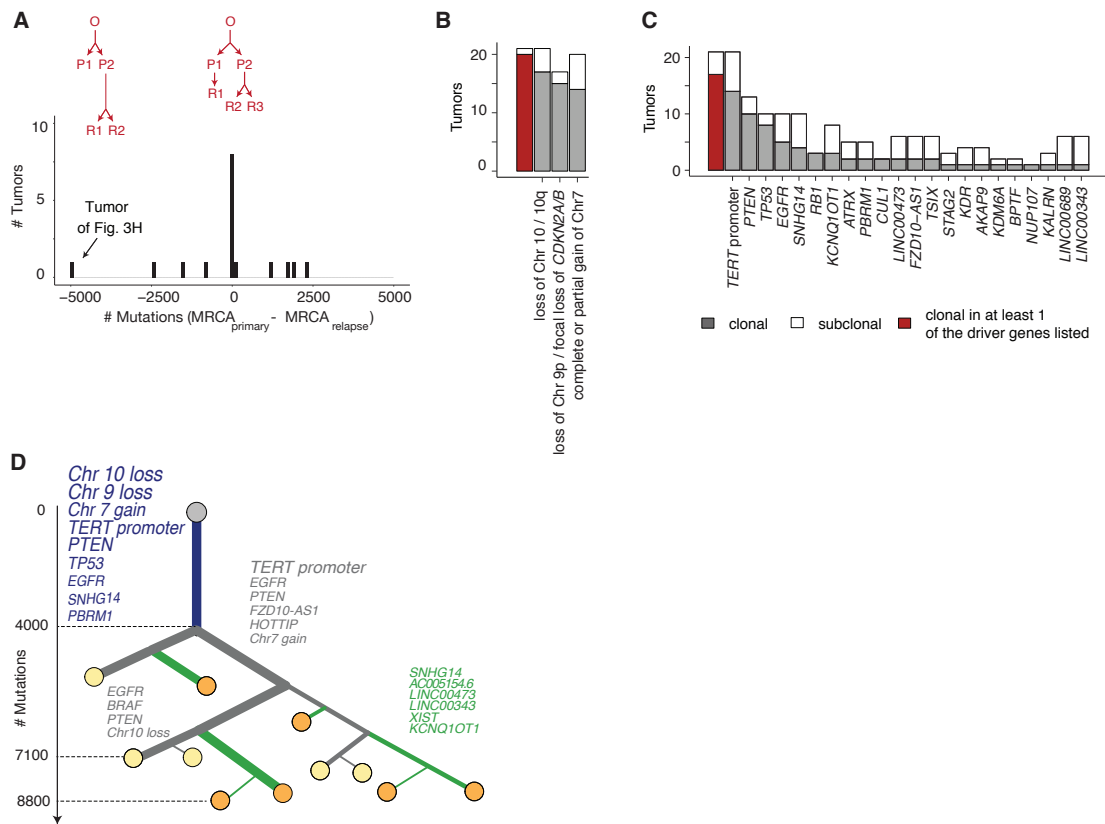 A
O
P1 P2
R1 R2
O
P1 P2
R1
R2 R3
10
5
0
# Tumors
Tumor
of Fig. 3H
−5000 −2500 0 2500 5000
# Mutations (MRCAprimary - MRCArelapse)
B
20
10
0
Tumors
loss of Chr 10 / 10q
loss of Chr 9p / focal loss of CDKN2A/B
complete or partial gain of Chr7
C
20
10
0
Tumors
TERT promoter
PTEN
TP53
EGFR
SNHG14
RB1
KCNQ1OT1
ATRX
PBRM1
CUL1
LINC00473
FZD10−AS1
TSIX
STAG2
KDR
AKAP9
KDM6A
BPTF
NUP107
KALRN
LINC00689
LINC00343
clonal
subclonal
clonal in at least 1
of the driver genes listed
D
0
4000
7100
8800
# Mutations
Chr 10 loss
Chr 9 loss
Chr 7 gain
TERT promoter
PTEN
TP53
EGFR
SNHG14
PBRM1
TERT promoter
EGFR
PTEN
FZD10-AS1
HOTTIP
Chr7 gain
EGFR
BRAF
PTEN
Chr10 loss
SNHG14
AC005154.6
LINC00473
LINC00343
XIST
KCNQ1OT1